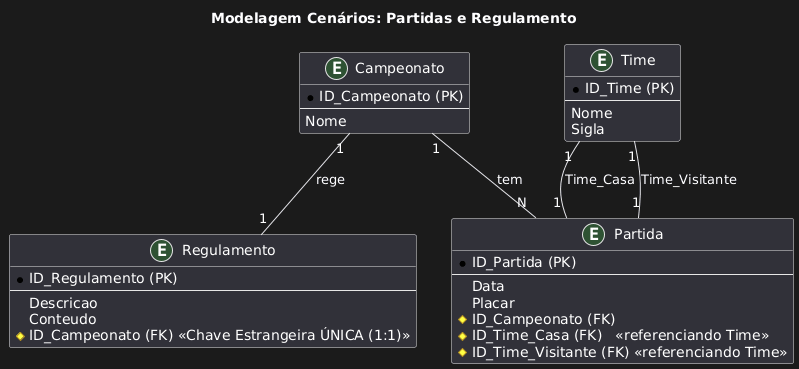 Modelagem Cenários: Partidas e Regulamento
E Campeonato
ID_Campeonato (PK)
Nome
E Time
ID_Time (PK)
Nome
Sigla
1
1
1
1
rege
tem
Time_Casa
Time_Visitante
1
N
1
1
E Regulamento
ID_Regulamento (PK)
Descricao
Conteudo
ID_Campeonato (FK) «Chave Estrangeira ÚNICA (1:1)»
E Partida
ID_Partida (PK)
Data
Placar
ID_Campeonato (FK)
ID_Time_Casa (FK) «referenciando Time»
ID_Time_Visitante (FK) «referenciando Time»